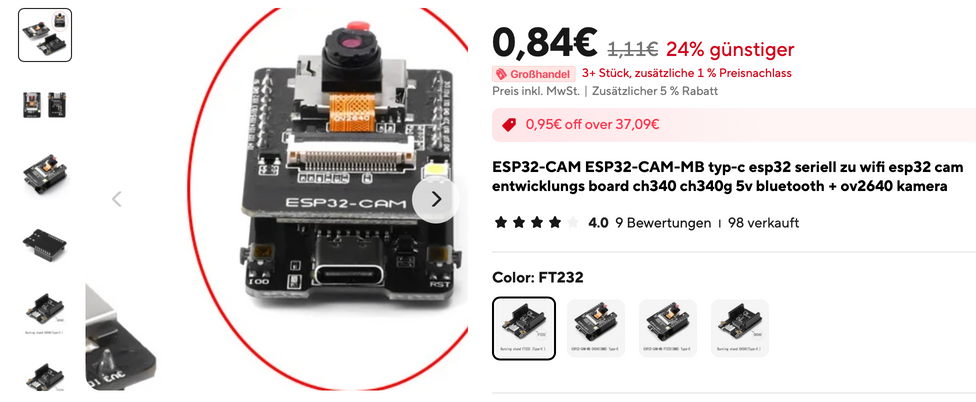 OV2640
ESP32-CAM
IO0
RST
0,84€ 1,11€ 24% günstiger
Großhandel 3+ Stück, zusätzliche 1 % Preisnachlass
Preis inkl. MwSt. | Zusätzlicher 5 % Rabatt
0,95€ off over 37,09€
ESP32-CAM ESP32-CAM-MB typ-c esp32 seriell zu wifi esp32 cam
entwicklungs board ch340 ch340g 5v bluetooth + ov2640 kamera
4.0 9 Bewertungen | 98 verkauft
Color: FT232